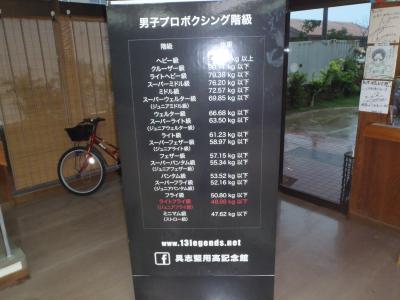 男子プロボクシング階級
階級
ヘビー級 kg 以上
クルーザー級 kg 以下
ライトヘビー級 79.38 kg 以下
スーパーミドル級 76.20 kg 以下
ミドル級 72.57 kg 以下
スーパーウェルター級 69.85 kg 以下
(ジュニアミドル級)
ウェルター級 66.68 kg 以下
スーパーライト級 63.50 kg 以下
(ジュニアウェルター級)
ライト級 61.23 kg 以下
スーパーフェザー級 58.97 kg 以下
(ジュニアライト級)
フェザー級 57.15 kg 以下
スーパーバンタム級 55.34 kg 以下
(ジュニアフェザー級)
バンタム級 53.52 kg 以下
スーパーフライ級 52.16 kg 以下
(ジュニアバンタム級)
フライ級 50.80 kg 以下
ライトフライ級 48.98 kg 以下
(ジュニアフライ級)
ミニマム級 47.62 kg 以下
(ストロー級)
www.13legends.net
f 具志堅用高記念館